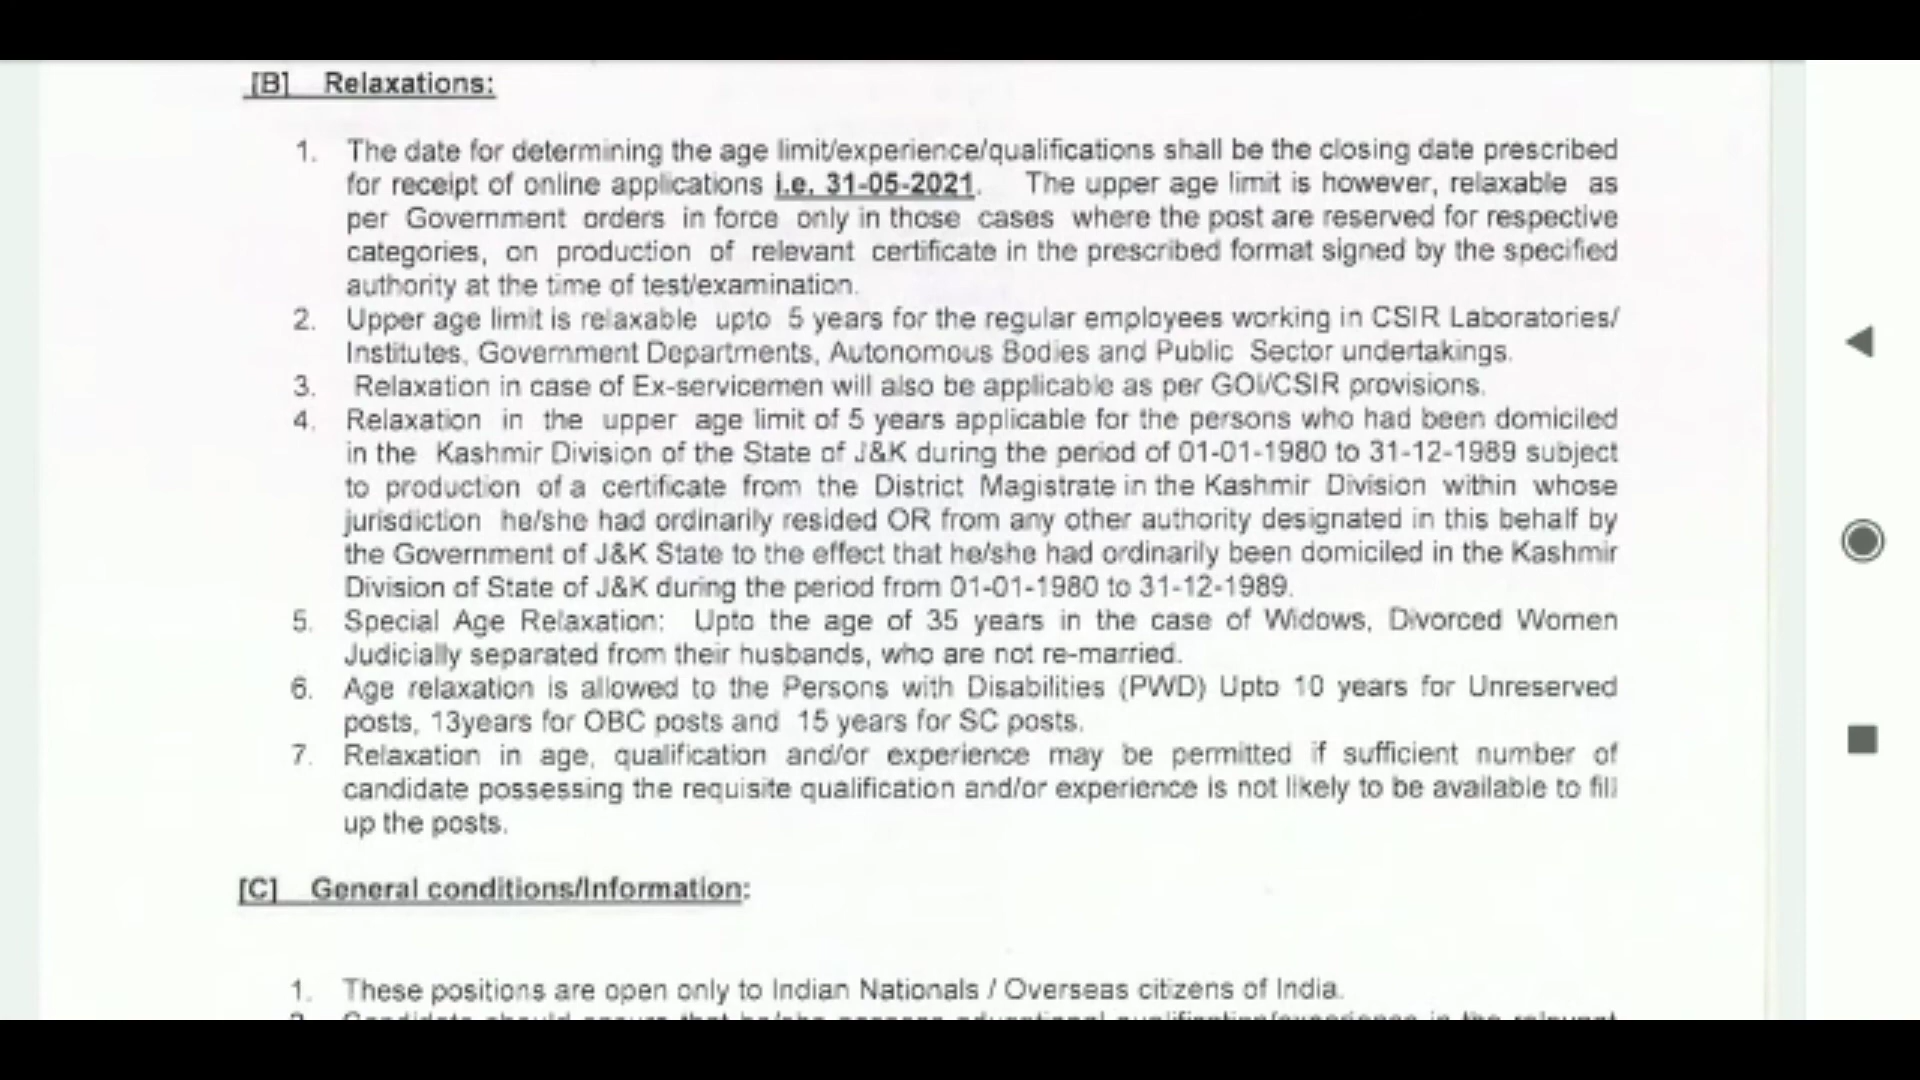 [B] Relaxations:
1. The date for determining the age limit/experience/qualifications shall be the closing date prescribed
for receipt of online applications i.e. 31-05-2021. The upper age limit is however, relaxable as
per Government orders in force only in those cases where the post are reserved for respective
categories, on production of relevant certificate in the prescribed format signed by the specified
authority at the time of test/examination.
2. Upper age limit is relaxable upto 5 years for the regular employees working in CSIR Laboratories/
Institutes, Government Departments, Autonomous Bodies and Public Sector undertakings.
3. Relaxation in case of Ex-servicemen will also be applicable as per GOI/CSIR provisions.
4. Relaxation in the upper age limit of 5 years applicable for the persons who had been domiciled
in the Kashmir Division of the State of J&K during the period of 01-01-1980 to 31-12-1989 subject
to production of a certificate from the District Magistrate in the Kashmir Division within whose
jurisdiction he/she had ordinarily resided OR from any other authority designated in this behalf by
the Government of J&K State to the effect that he/she had ordinarily been domiciled in the Kashmir
Division of State of J&K during the period from 01-01-1980 to 31-12-1989.
5. Special Age Relaxation: Upto the age of 35 years in the case of Widows, Divorced Women
Judicially separated from their husbands, who are not re-married.
6. Age relaxation is allowed to the Persons with Disabilities (PWD) Upto 10 years for Unreserved
posts, 13years for OBC posts and 15 years for SC posts.
7. Relaxation in age, qualification and/or experience may be permitted if sufficient number of
candidate possessing the requisite qualification and/or experience is not likely to be available to fill
up the posts.
[C] General conditions/Information:
1. These positions are open only to Indian Nationals / Overseas citizens of India.